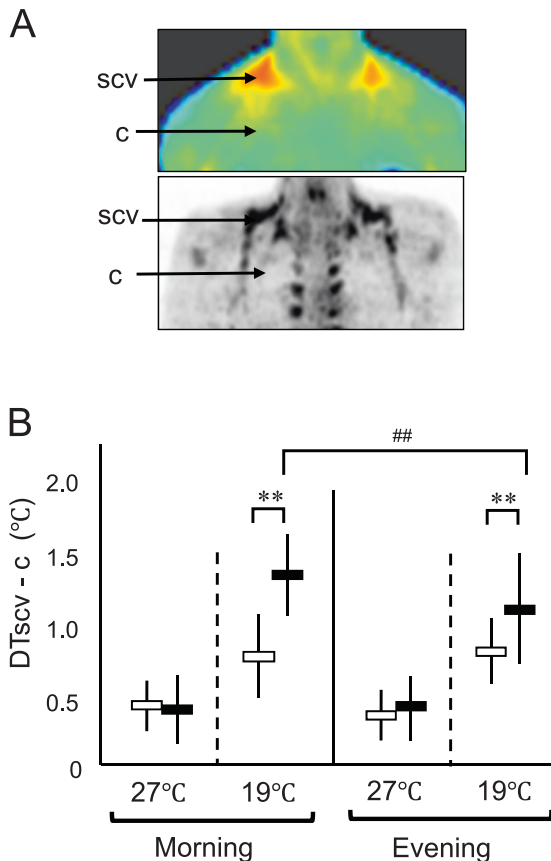 A
scv
c
scv
c
B
##
** **
DTscv - c (℃)
2.0
1.5
1.0
0.5
0
27℃ 19℃ 27℃ 19℃
Morning Evening